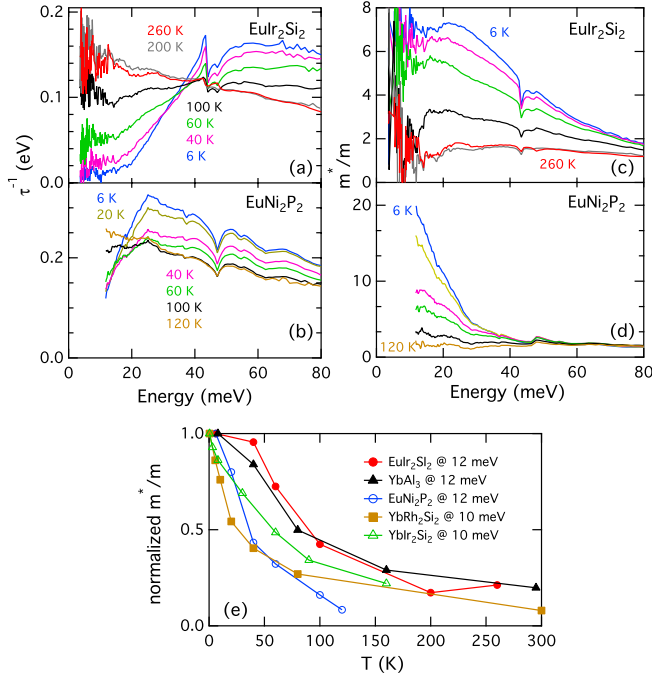 EuIr2Si2
EuIr2Si2
8
6
4
2
0
0.2
0.1
0.0
τ⁻¹ (eV)
m*/m
260 K
200 K
100 K
60 K
40 K
6 K
(a)
6 K
260 K
(c)
EuNi2P2
EuNi2P2
0.2
0.0
6 K
20 K
40 K
60 K
100 K
120 K
(b)
20
10
0
6 K
120 K
(d)
0 20 40 60 80
Energy (meV)
0 20 40 60 80
Energy (meV)
1.0
0.5
0.0
normalized m*/m
EuIr2SI2 @ 12 meV
YbAl3 @ 12 meV
EuNi2P2 @ 12 meV
YbRh2Si2 @ 10 meV
YbIr2Si2 @ 10 meV
(e)
0 50 100 150 200 250 300
T (K)